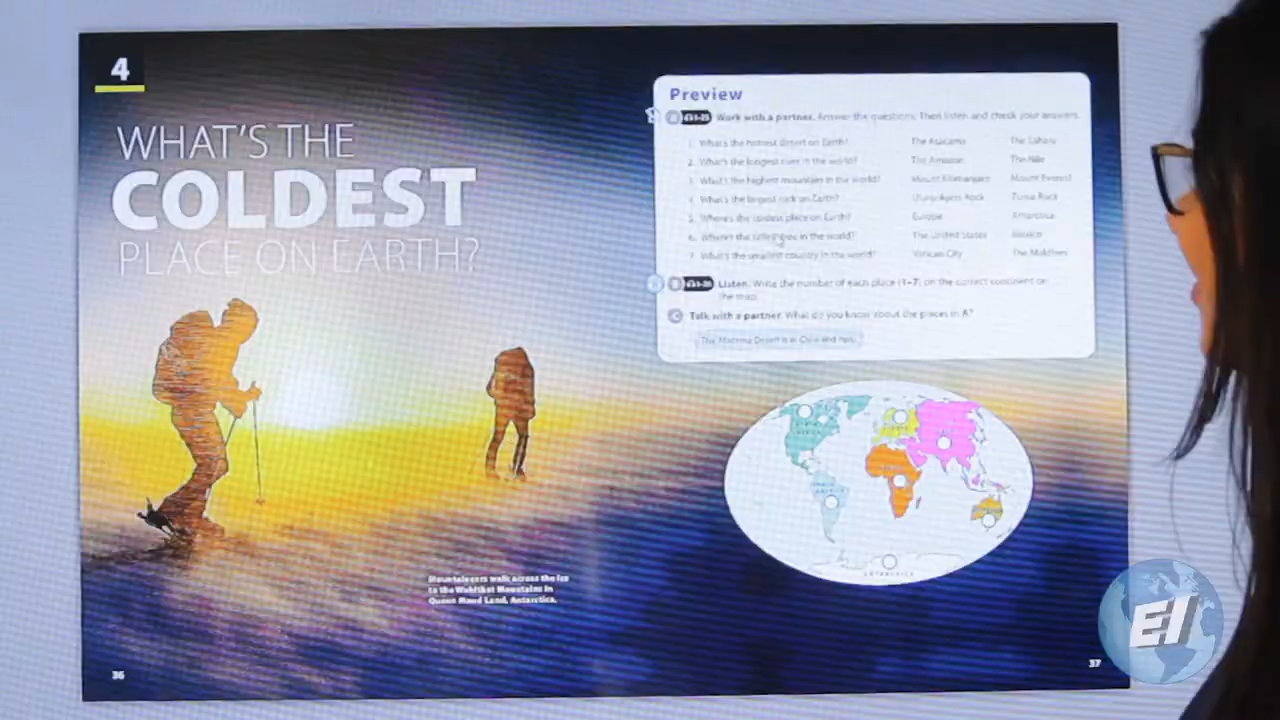 4
WHAT'S THE
COLDEST
PLACE ON EARTH?
Mountaineers walk across the ice
to the Wohlthat Mountains in
Queen Maud Land, Antarctica.
36
Preview
A 1-25 Work with a partner. Answer the questions. Then listen and check your answers.
1. What's the hottest desert on Earth? The Atacama The Sahara
2. What's the longest river in the world? The Amazon The Nile
3. What's the highest mountain in the world? Mount Kilimanjaro Mount Everest
4. What's the largest rock on Earth? Uluru/Ayers Rock Zuma Rock
5. Where's the coldest place on Earth? Europe Antarctica
6. Where's the tallest tree in the world? The United States Mexico
7. What's the smallest country in the world? Vatican City The Maldives
B 1-26 Listen. Write the number of each place (1–7) on the correct continent on
the map.
C Talk with a partner. What do you know about the places in A?
The Atacama Desert is in Chile and Peru.
ANTARCTICA
37
EI